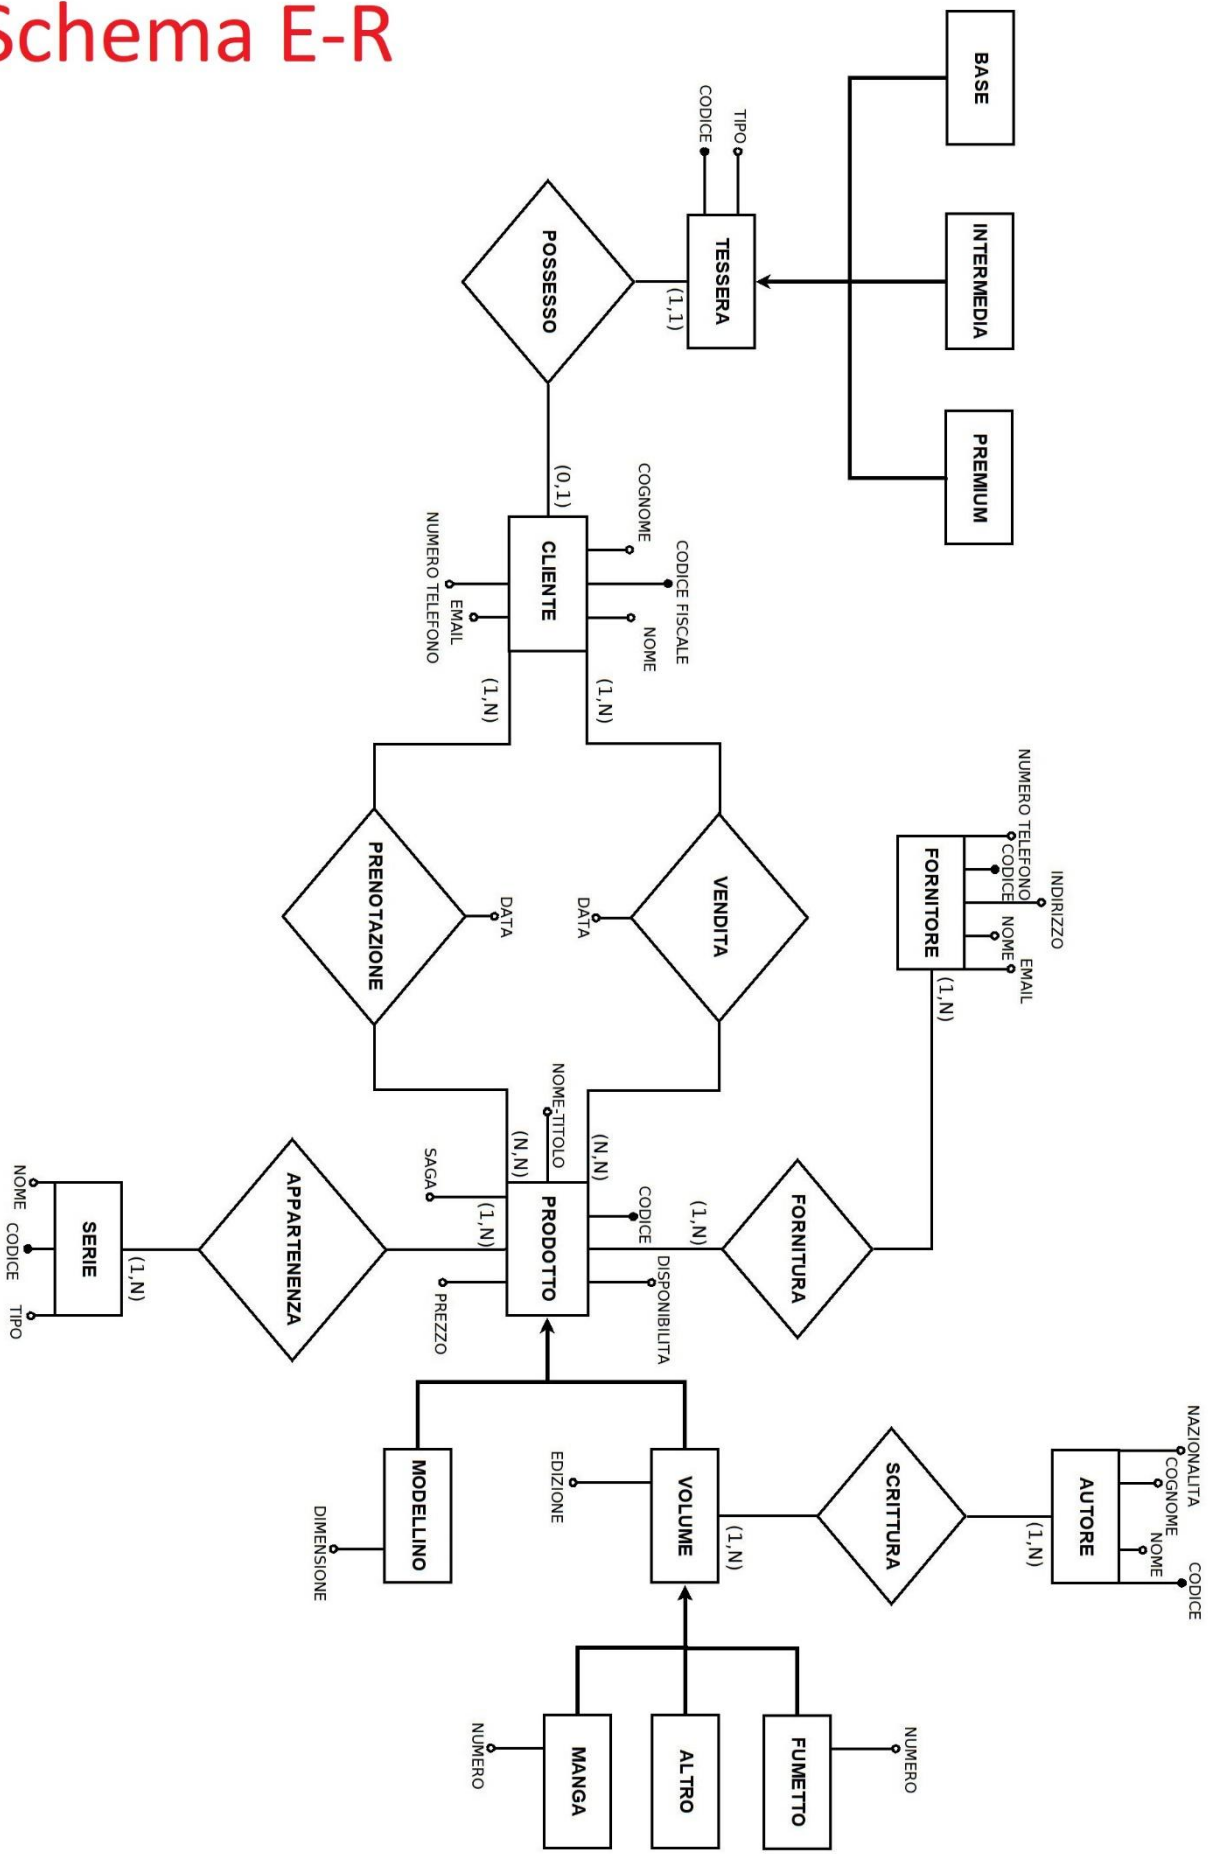 Schema E-R
BASE
INTERMEDIA
PREMIUM
TIPO
CODICE
TESSERA
(1,1)
POSSESSO
(0,1)
COGNOME
CODICE FISCALE
NOME
CLIENTE
NUMERO TELEFONO
EMAIL
(1,N)
(1,N)
NUMERO TELEFONO
CODICE
INDIRIZZO
NOME
EMAIL
FORNITORE
(1,N)
VENDITA
DATA
DATA
PRENOTAZIONE
NOME-TITOLO
(N,N)
(N,N)
SAGA
CODICE
(1,N)
(1,N)
PRODOTTO
DISPONIBILITA
PREZZO
FORNITURA
APPARTENENZA
(1,N)
SERIE
NOME
CODICE
TIPO
NAZIONALITA
COGNOME
NOME
CODICE
AUTORE
(1,N)
SCRITTURA
(1,N)
VOLUME
EDIZIONE
MODELLINO
DIMENSIONE
FUMETTO
NUMERO
ALTRO
MANGA
NUMERO